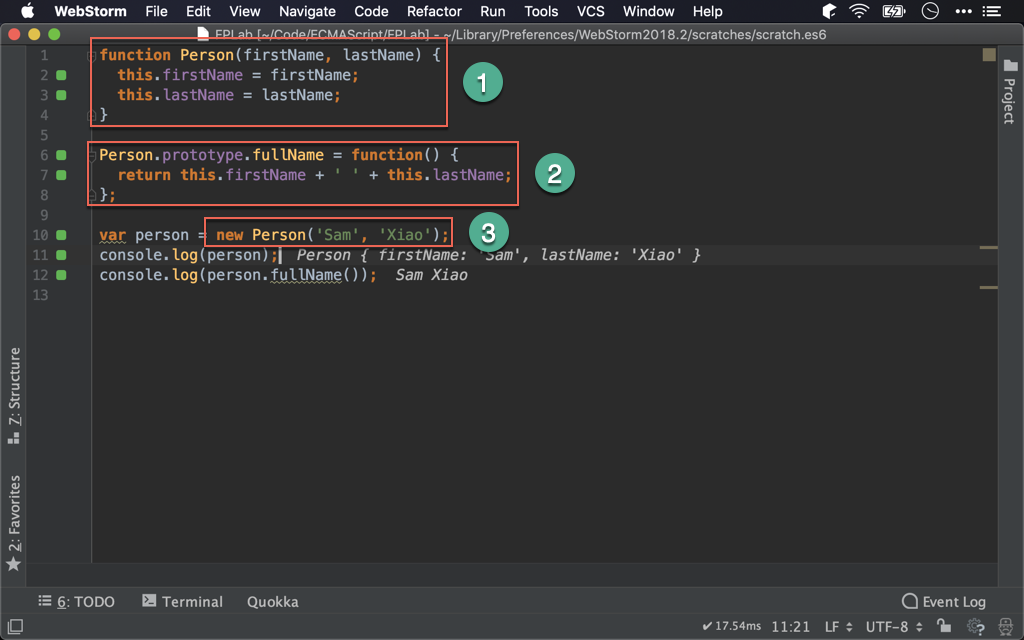 WebStorm File Edit View Navigate Code Refactor Run Tools VCS Window Help
FPLab [~/Code/ECMAScript/FPLab] - ~/Library/Preferences/WebStorm2018.2/scratches/scratch.es6
1 function Person(firstName, lastName) {
2 this.firstName = firstName;
3 this.lastName = lastName;
4 }
5
6 Person.prototype.fullName = function() {
7 return this.firstName + ' ' + this.lastName;
8 };
9
10 var person = new Person('Sam', 'Xiao');
11 console.log(person); Person { firstName: 'Sam', lastName: 'Xiao' }
12 console.log(person.fullName()); Sam Xiao
13
1
2
3
Project
Z: Structure
2: Favorites
6: TODO Terminal Quokka Event Log
✔ 17.54ms 11:21 LF UTF-8